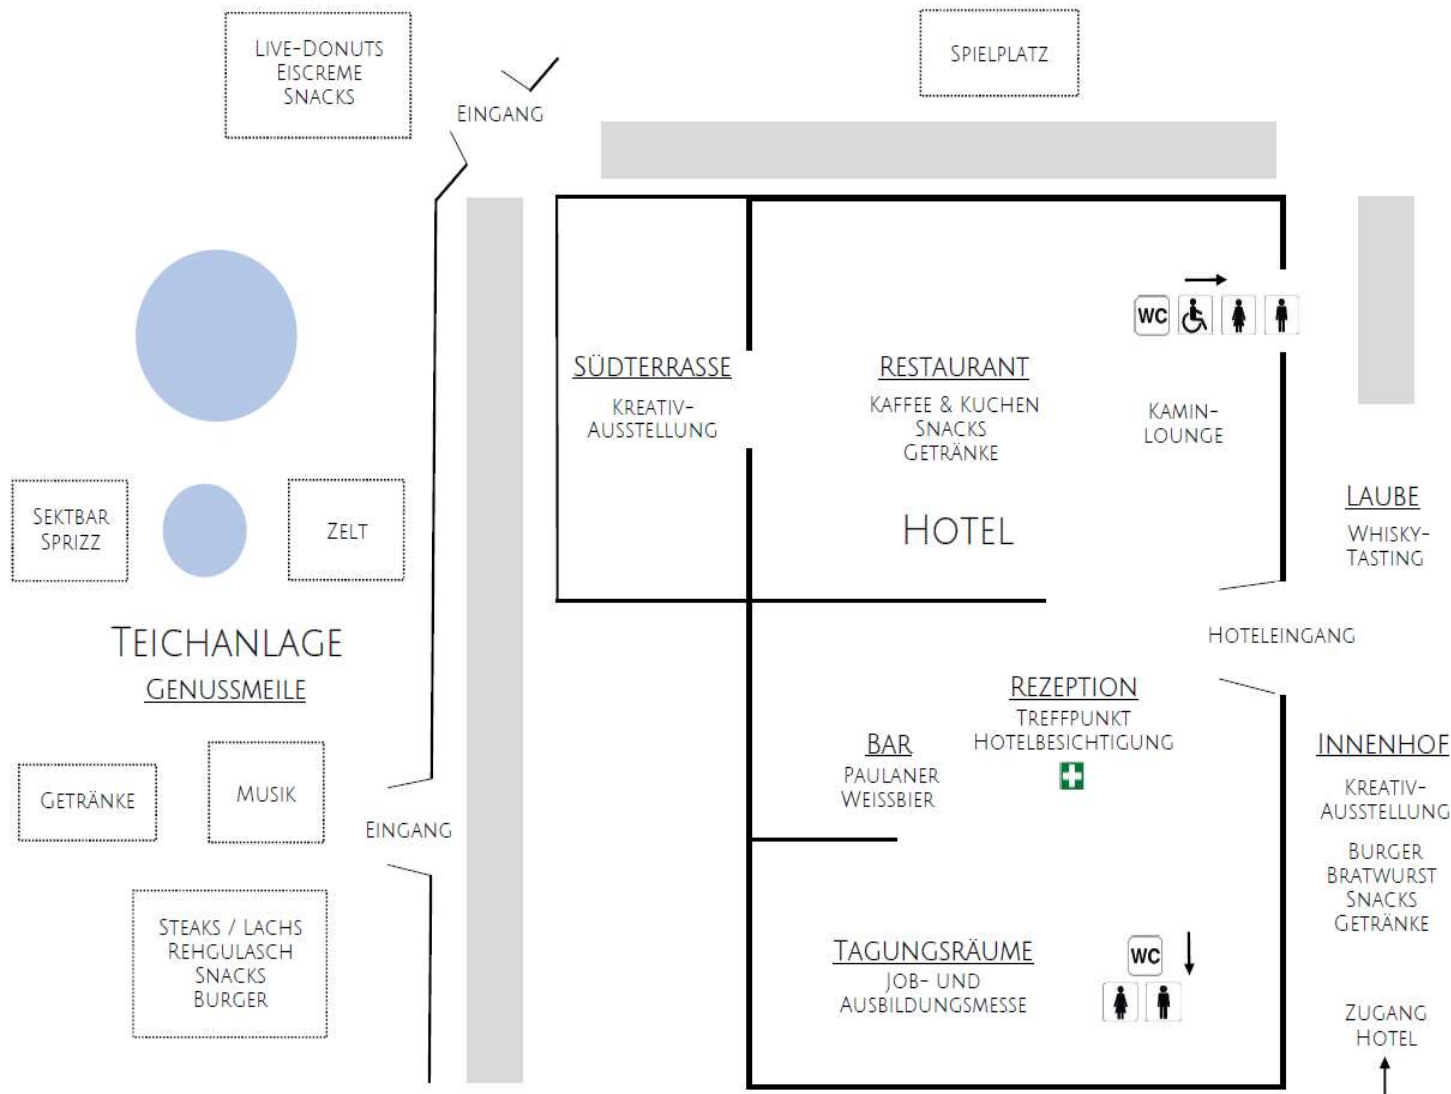 LIVE-DONUTS
EISCREME
SNACKS
EINGANG
SPIELPLATZ
SÜDTERRASSE
KREATIV-
AUSSTELLUNG
RESTAURANT
KAFFEE & KUCHEN
SNACKS
GETRÄNKE
WC
KAMIN-
LOUNGE
HOTEL
LAUBE
WHISKY-
TASTING
SEKTBAR
SPRIZZ
ZELT
TEICHANLAGE
GENUSSMEILE
HOTELEINGANG
REZEPTION
TREFFPUNKT
HOTELBESICHTIGUNG
BAR
PAULANER
WEISSBIER
INNENHOF
KREATIV-
AUSSTELLUNG
BURGER
BRATWURST
SNACKS
GETRÄNKE
GETRÄNKE
MUSIK
EINGANG
STEAKS / LACHS
REHGULASCH
SNACKS
BURGER
TAGUNGSRÄUME
JOB- UND
AUSBILDUNGSMESSE
WC
ZUGANG
HOTEL